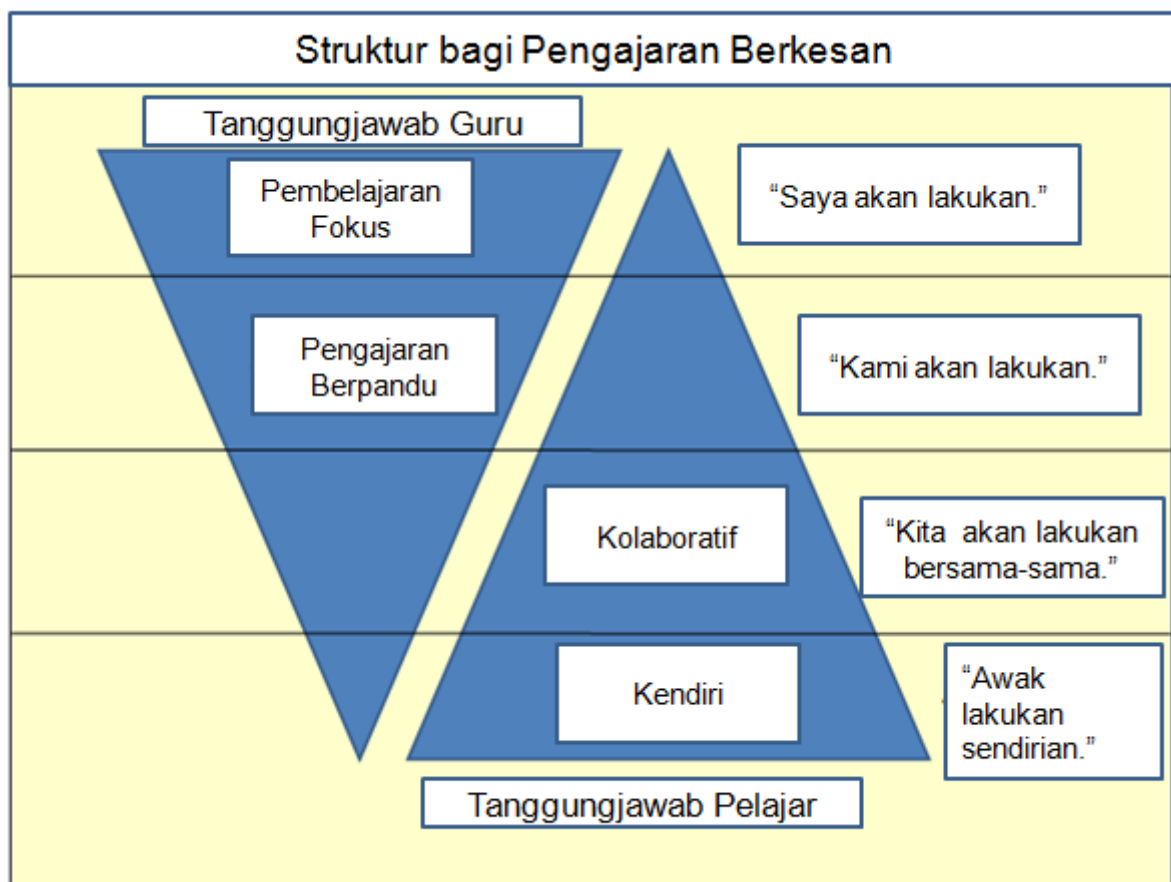 Struktur bagi Pengajaran Berkesan
Tanggungjawab Guru
Pembelajaran
Fokus
“Saya akan lakukan.”
Pengajaran
Berpandu
“Kami akan lakukan.”
Kolaboratif
“Kita akan lakukan
bersama-sama.”
Kendiri
“Awak
lakukan
sendirian.”
Tanggungjawab Pelajar